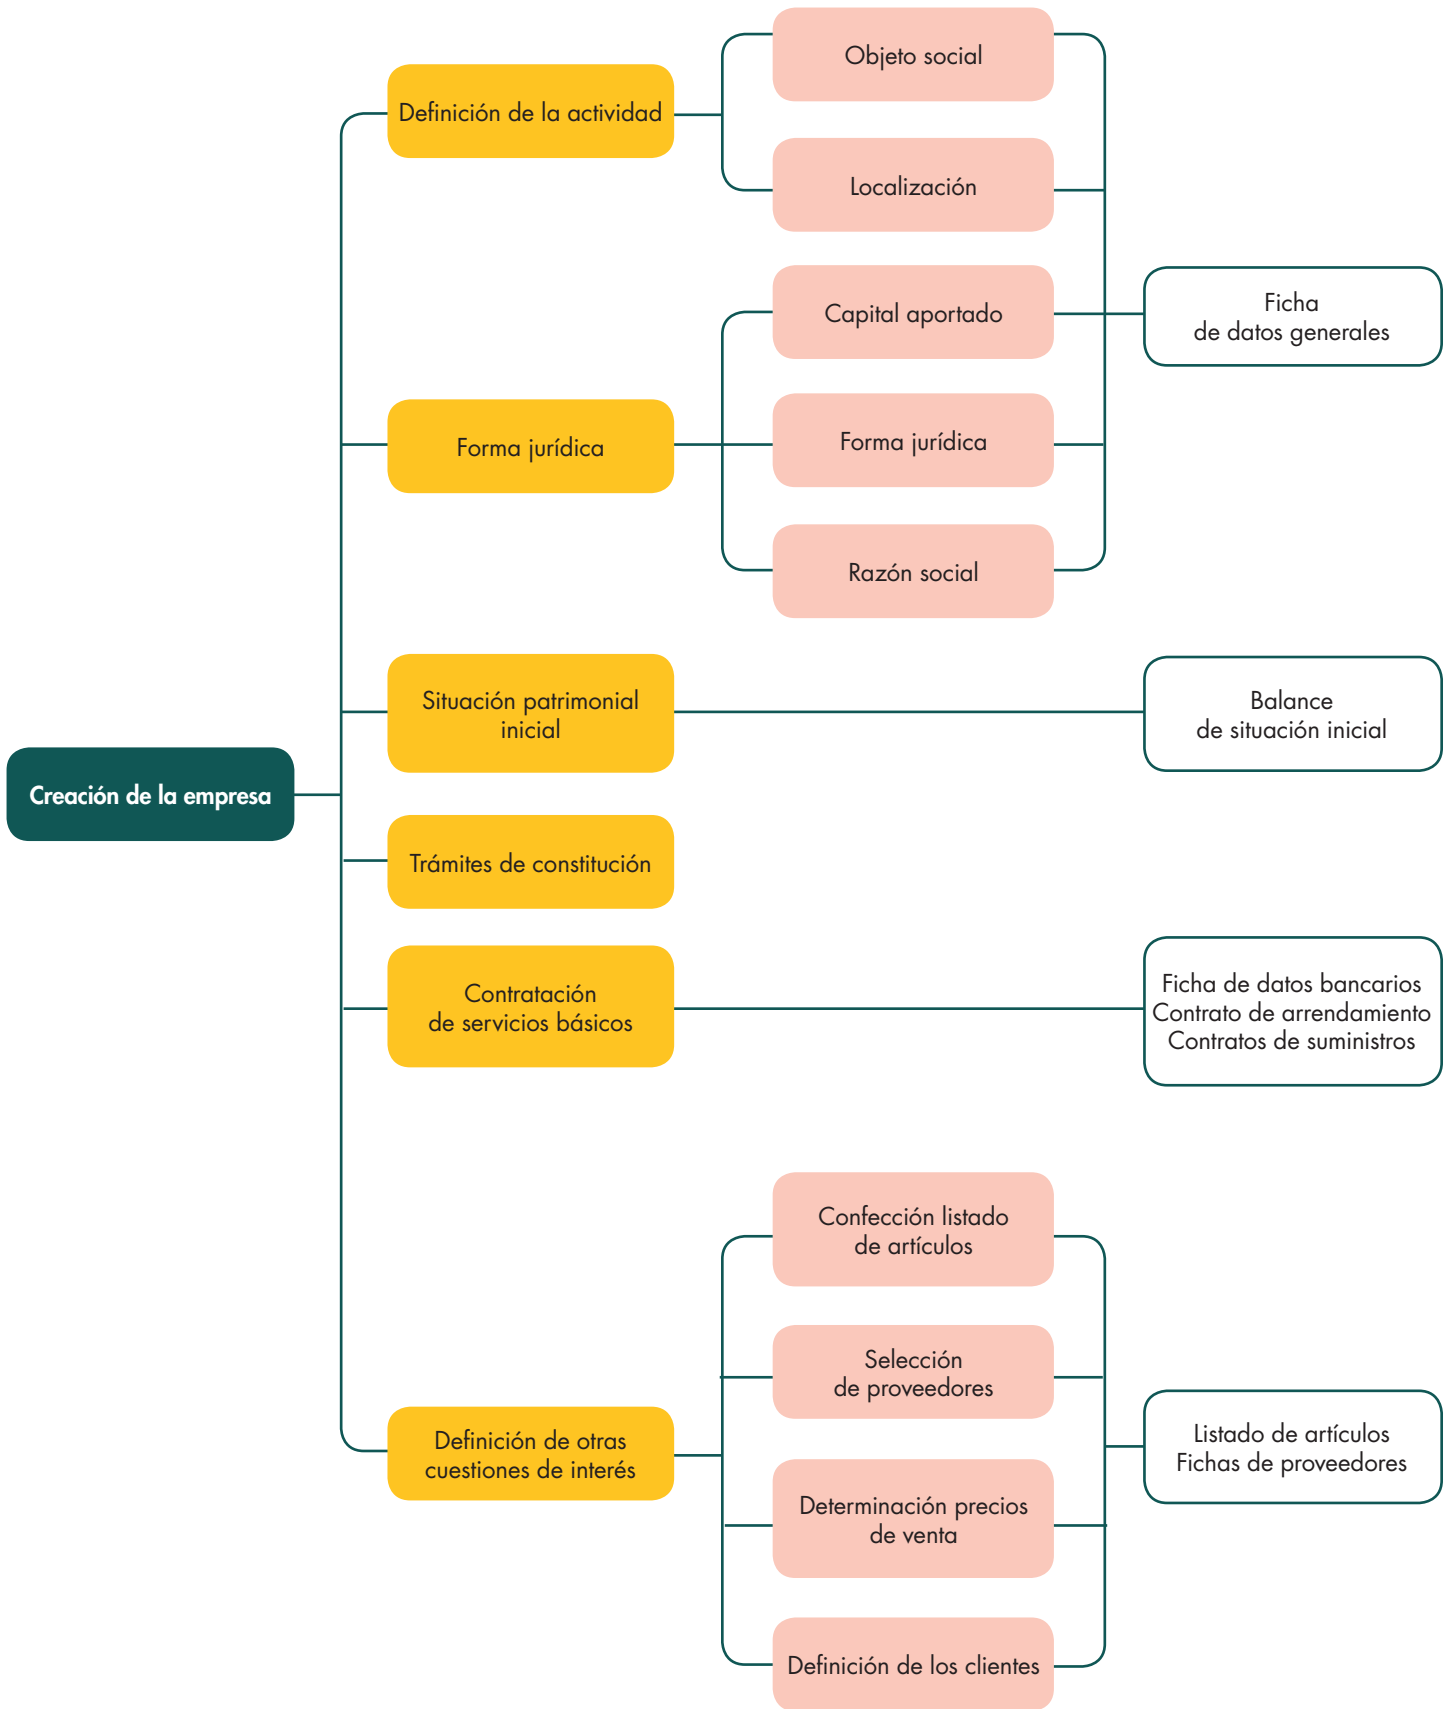 Objeto social
Definición de la actividad
Localización
Capital aportado
Ficha
de datos generales
Forma jurídica
Forma jurídica
Razón social
Situación patrimonial
inicial
Balance
de situación inicial
Creación de la empresa
Trámites de constitución
Contratación
de servicios básicos
Ficha de datos bancarios
Contrato de arrendamiento
Contratos de suministros
Confección listado
de artículos
Selección
de proveedores
Definición de otras
cuestiones de interés
Listado de artículos
Fichas de proveedores
Determinación precios
de venta
Definición de los clientes